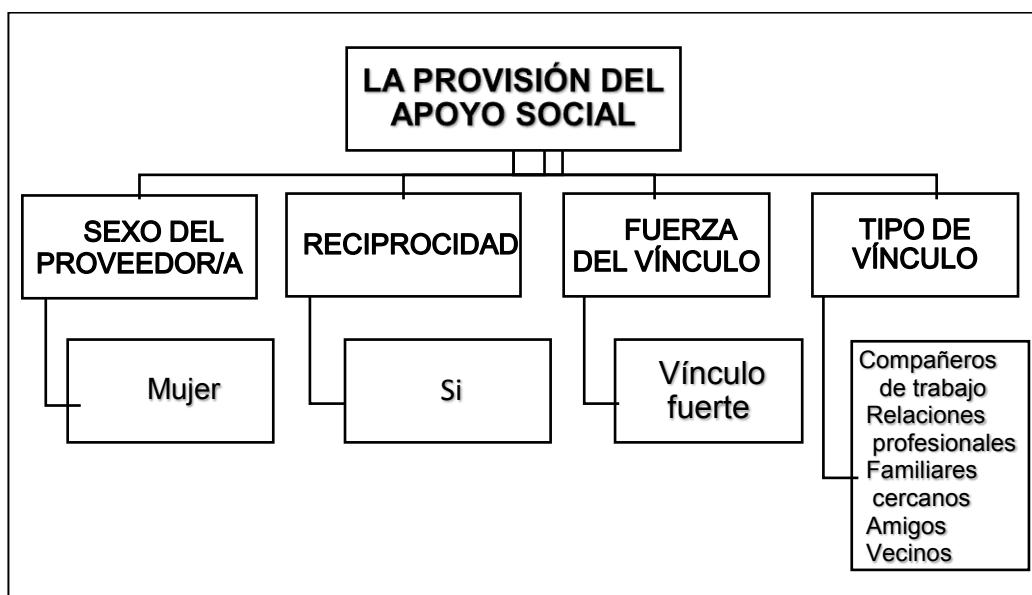 LA PROVISIÓN DEL
APOYO SOCIAL
SEXO DEL
PROVEEDOR/A
RECIPROCIDAD
FUERZA
DEL VÍNCULO
TIPO DE
VÍNCULO
Mujer
Si
Vínculo
fuerte
Compañeros
de trabajo
Relaciones
profesionales
Familiares
cercanos
Amigos
Vecinos